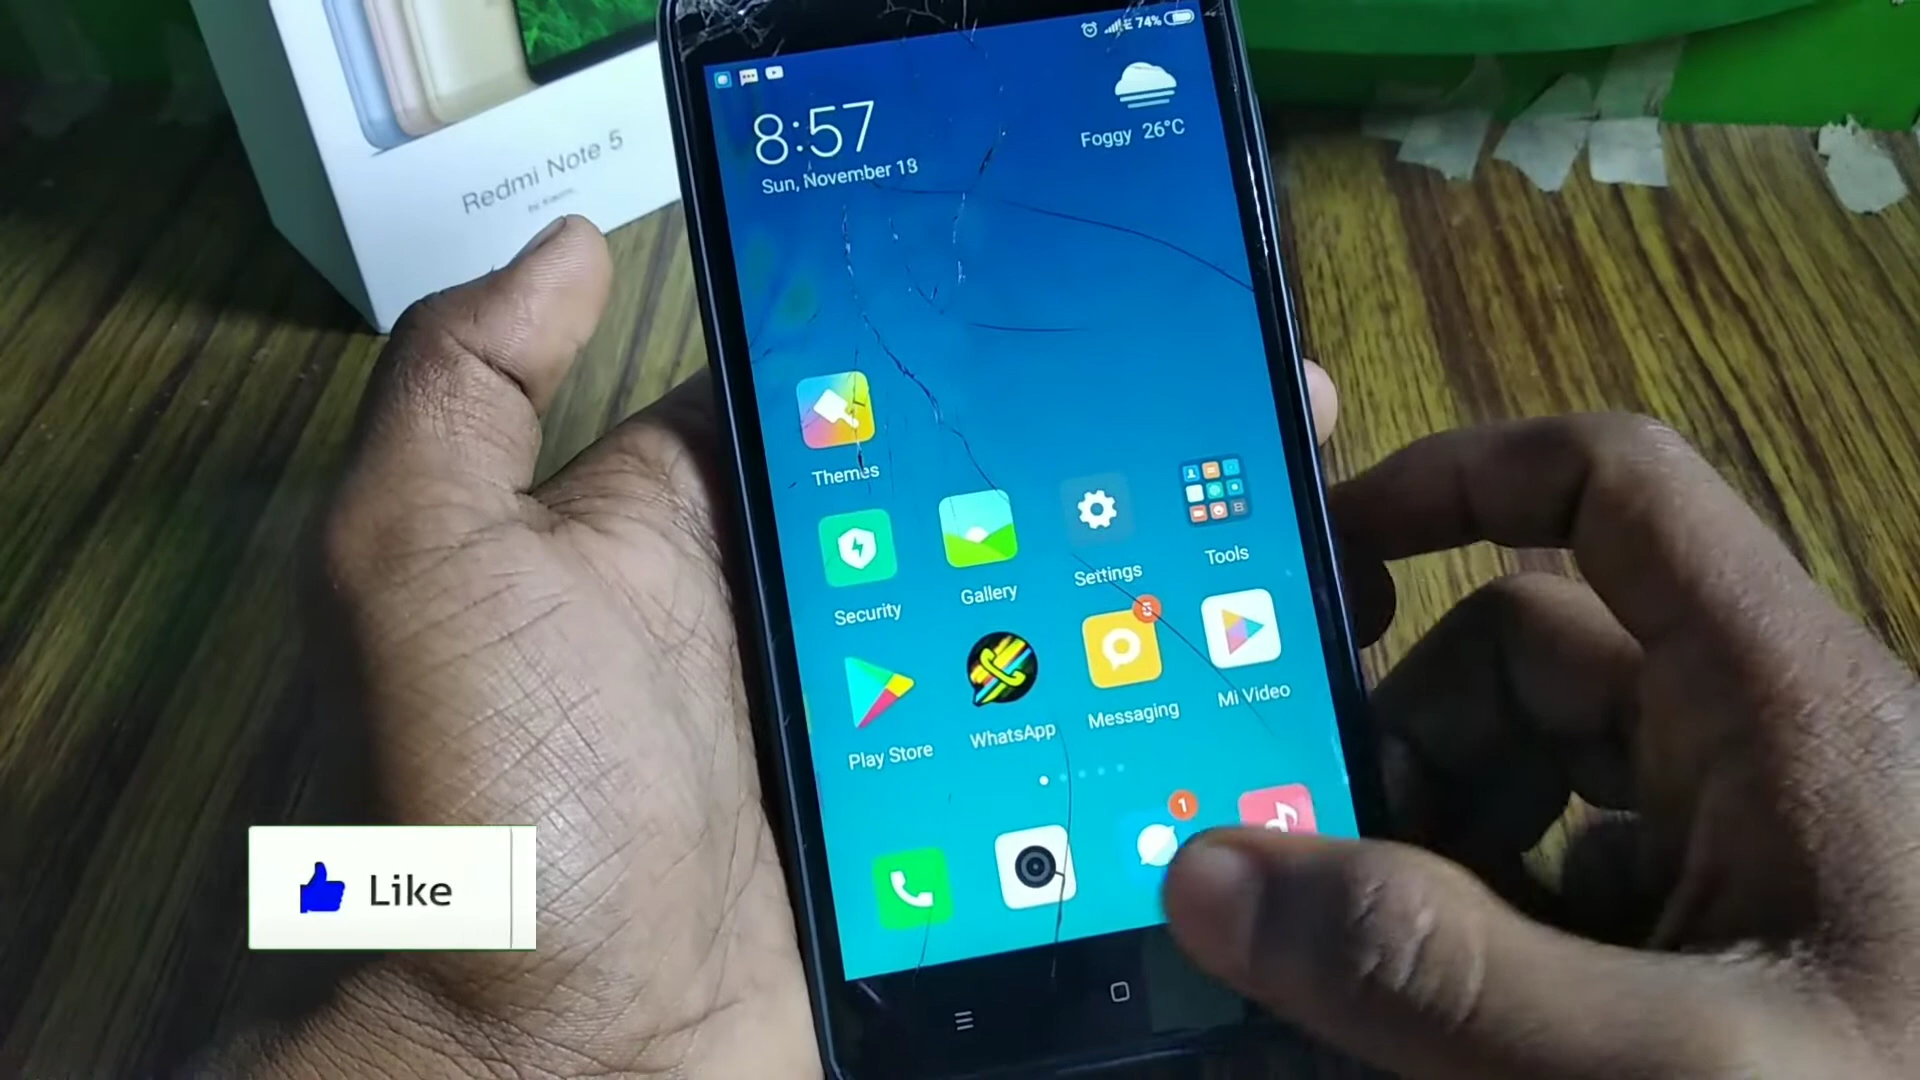 Redmi Note 5
74%
8:57
Sun, November 18
Foggy 26°C
Themes
Security
Gallery
Settings
Tools
5
Play Store
WhatsApp
Messaging
Mi Video
1
Like